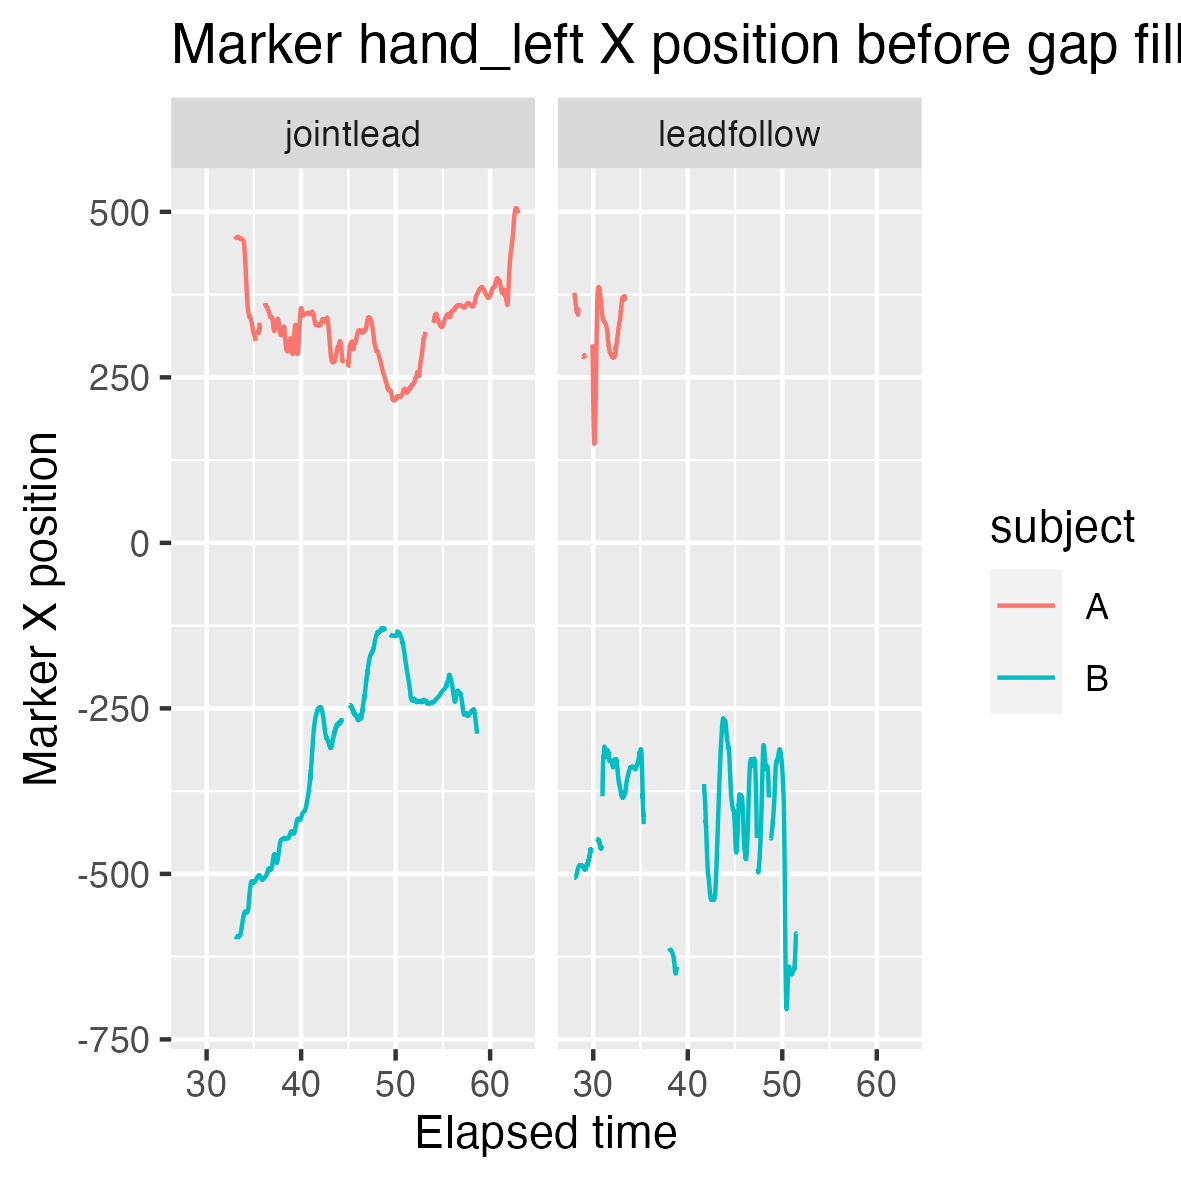 Marker hand_left X position before gap fill
jointlead
leadfollow
Marker X position
500
250
0
-250
-500
-750
30 40 50 60
30 40 50 60
Elapsed time
subject
A
B